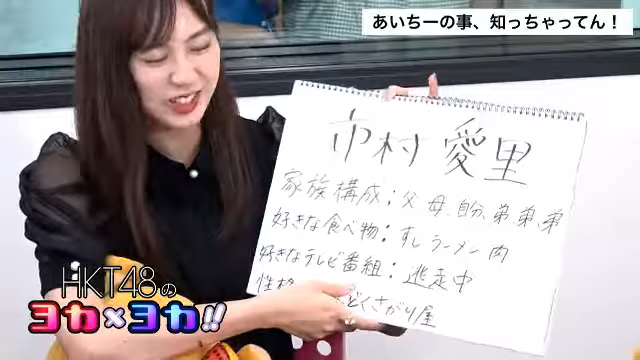 あいちーの事、知っちゃってん!
市村愛里
家族構成:父 母 自分 弟 弟 弟
好きな食べ物:すし ラーメン 肉
好きなテレビ番組:逃走中
性格 どくさがり屋
HKT48の
ヨカ×ヨカ!!